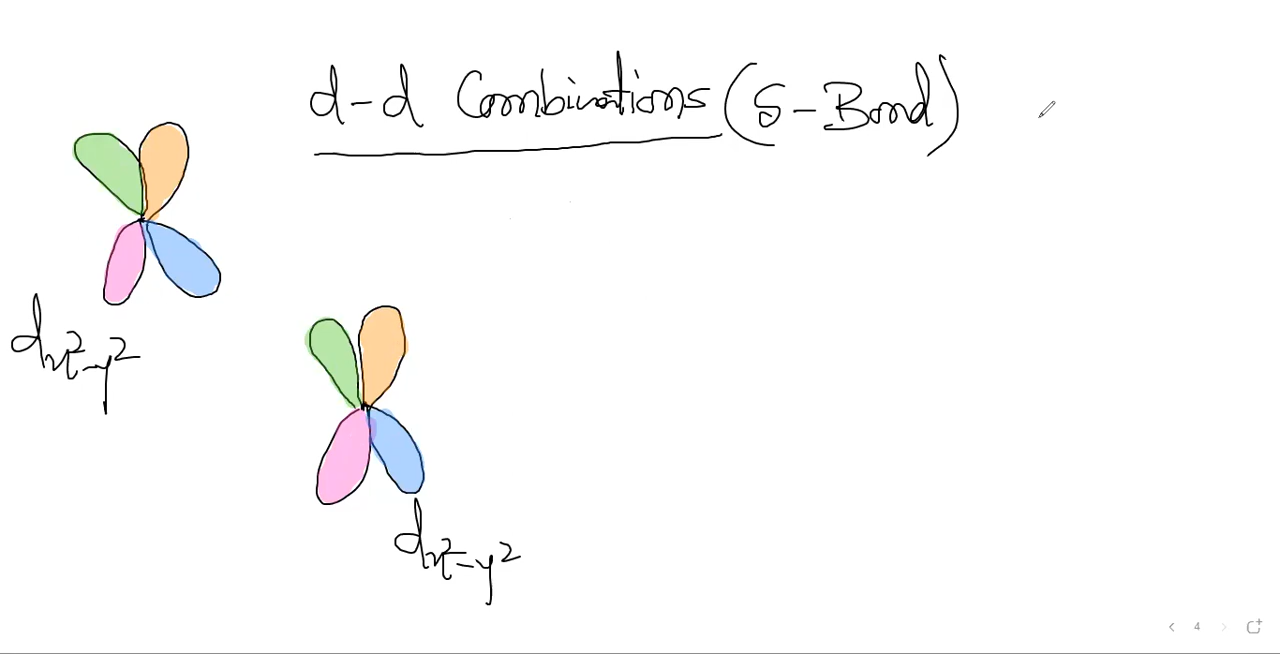 d-d Combinations (δ-Bond)
dx²-y²
dx²-y²
4